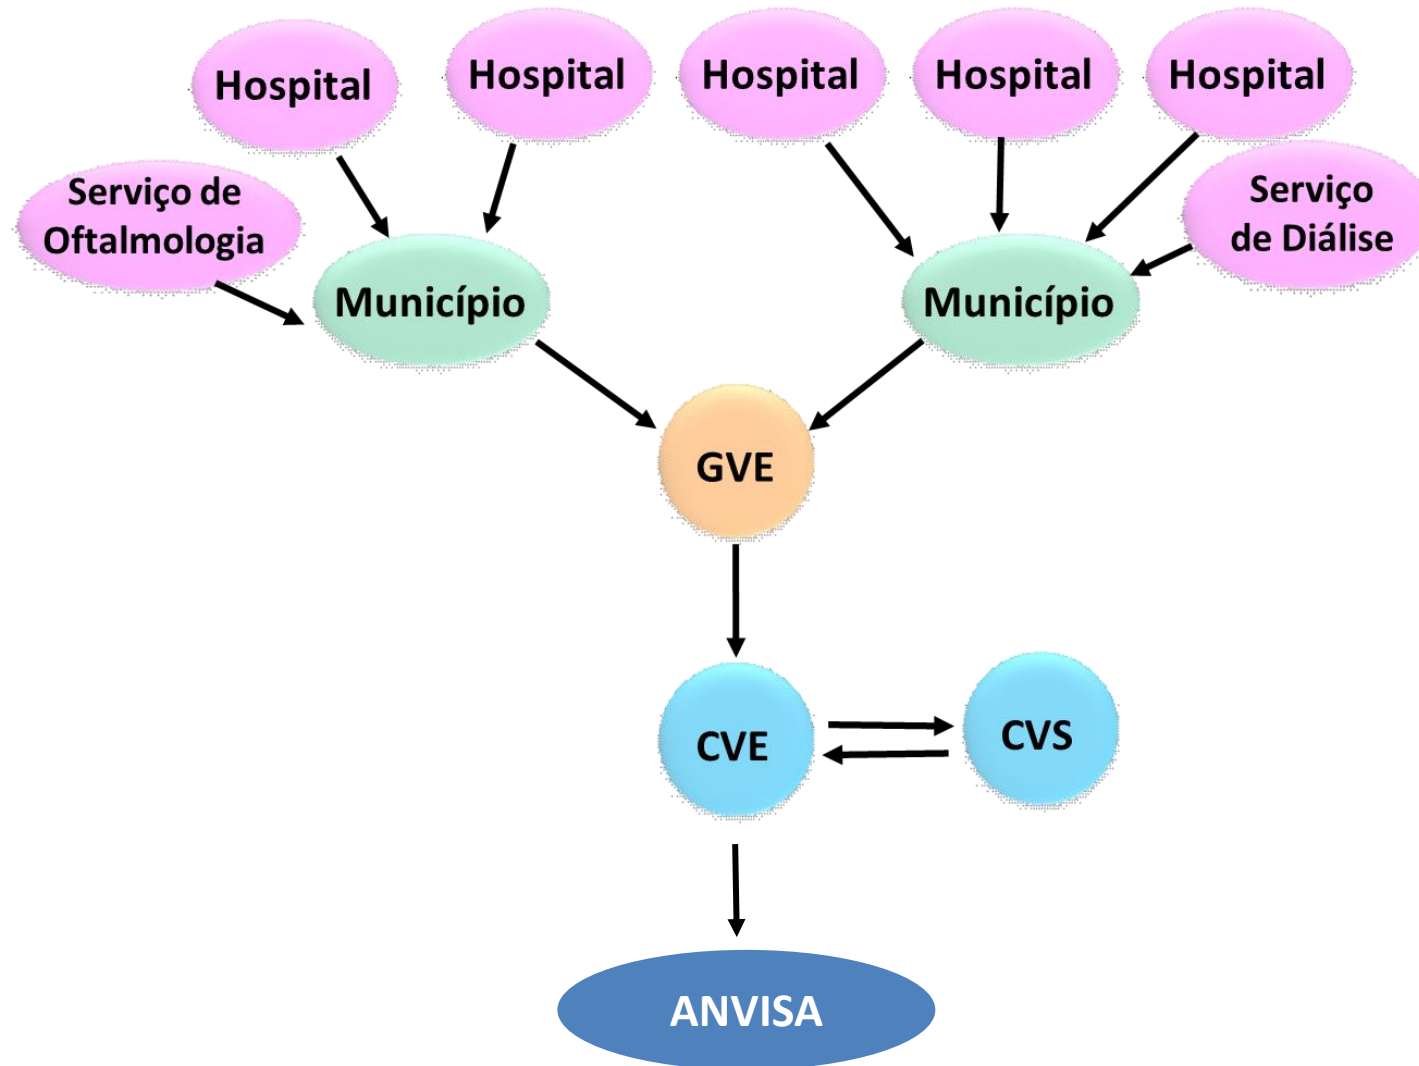 Hospital
Hospital
Hospital
Hospital
Hospital
Serviço de
Oftalmologia
Serviço
de Diálise
Município
Município
GVE
CVE
CVS
ANVISA